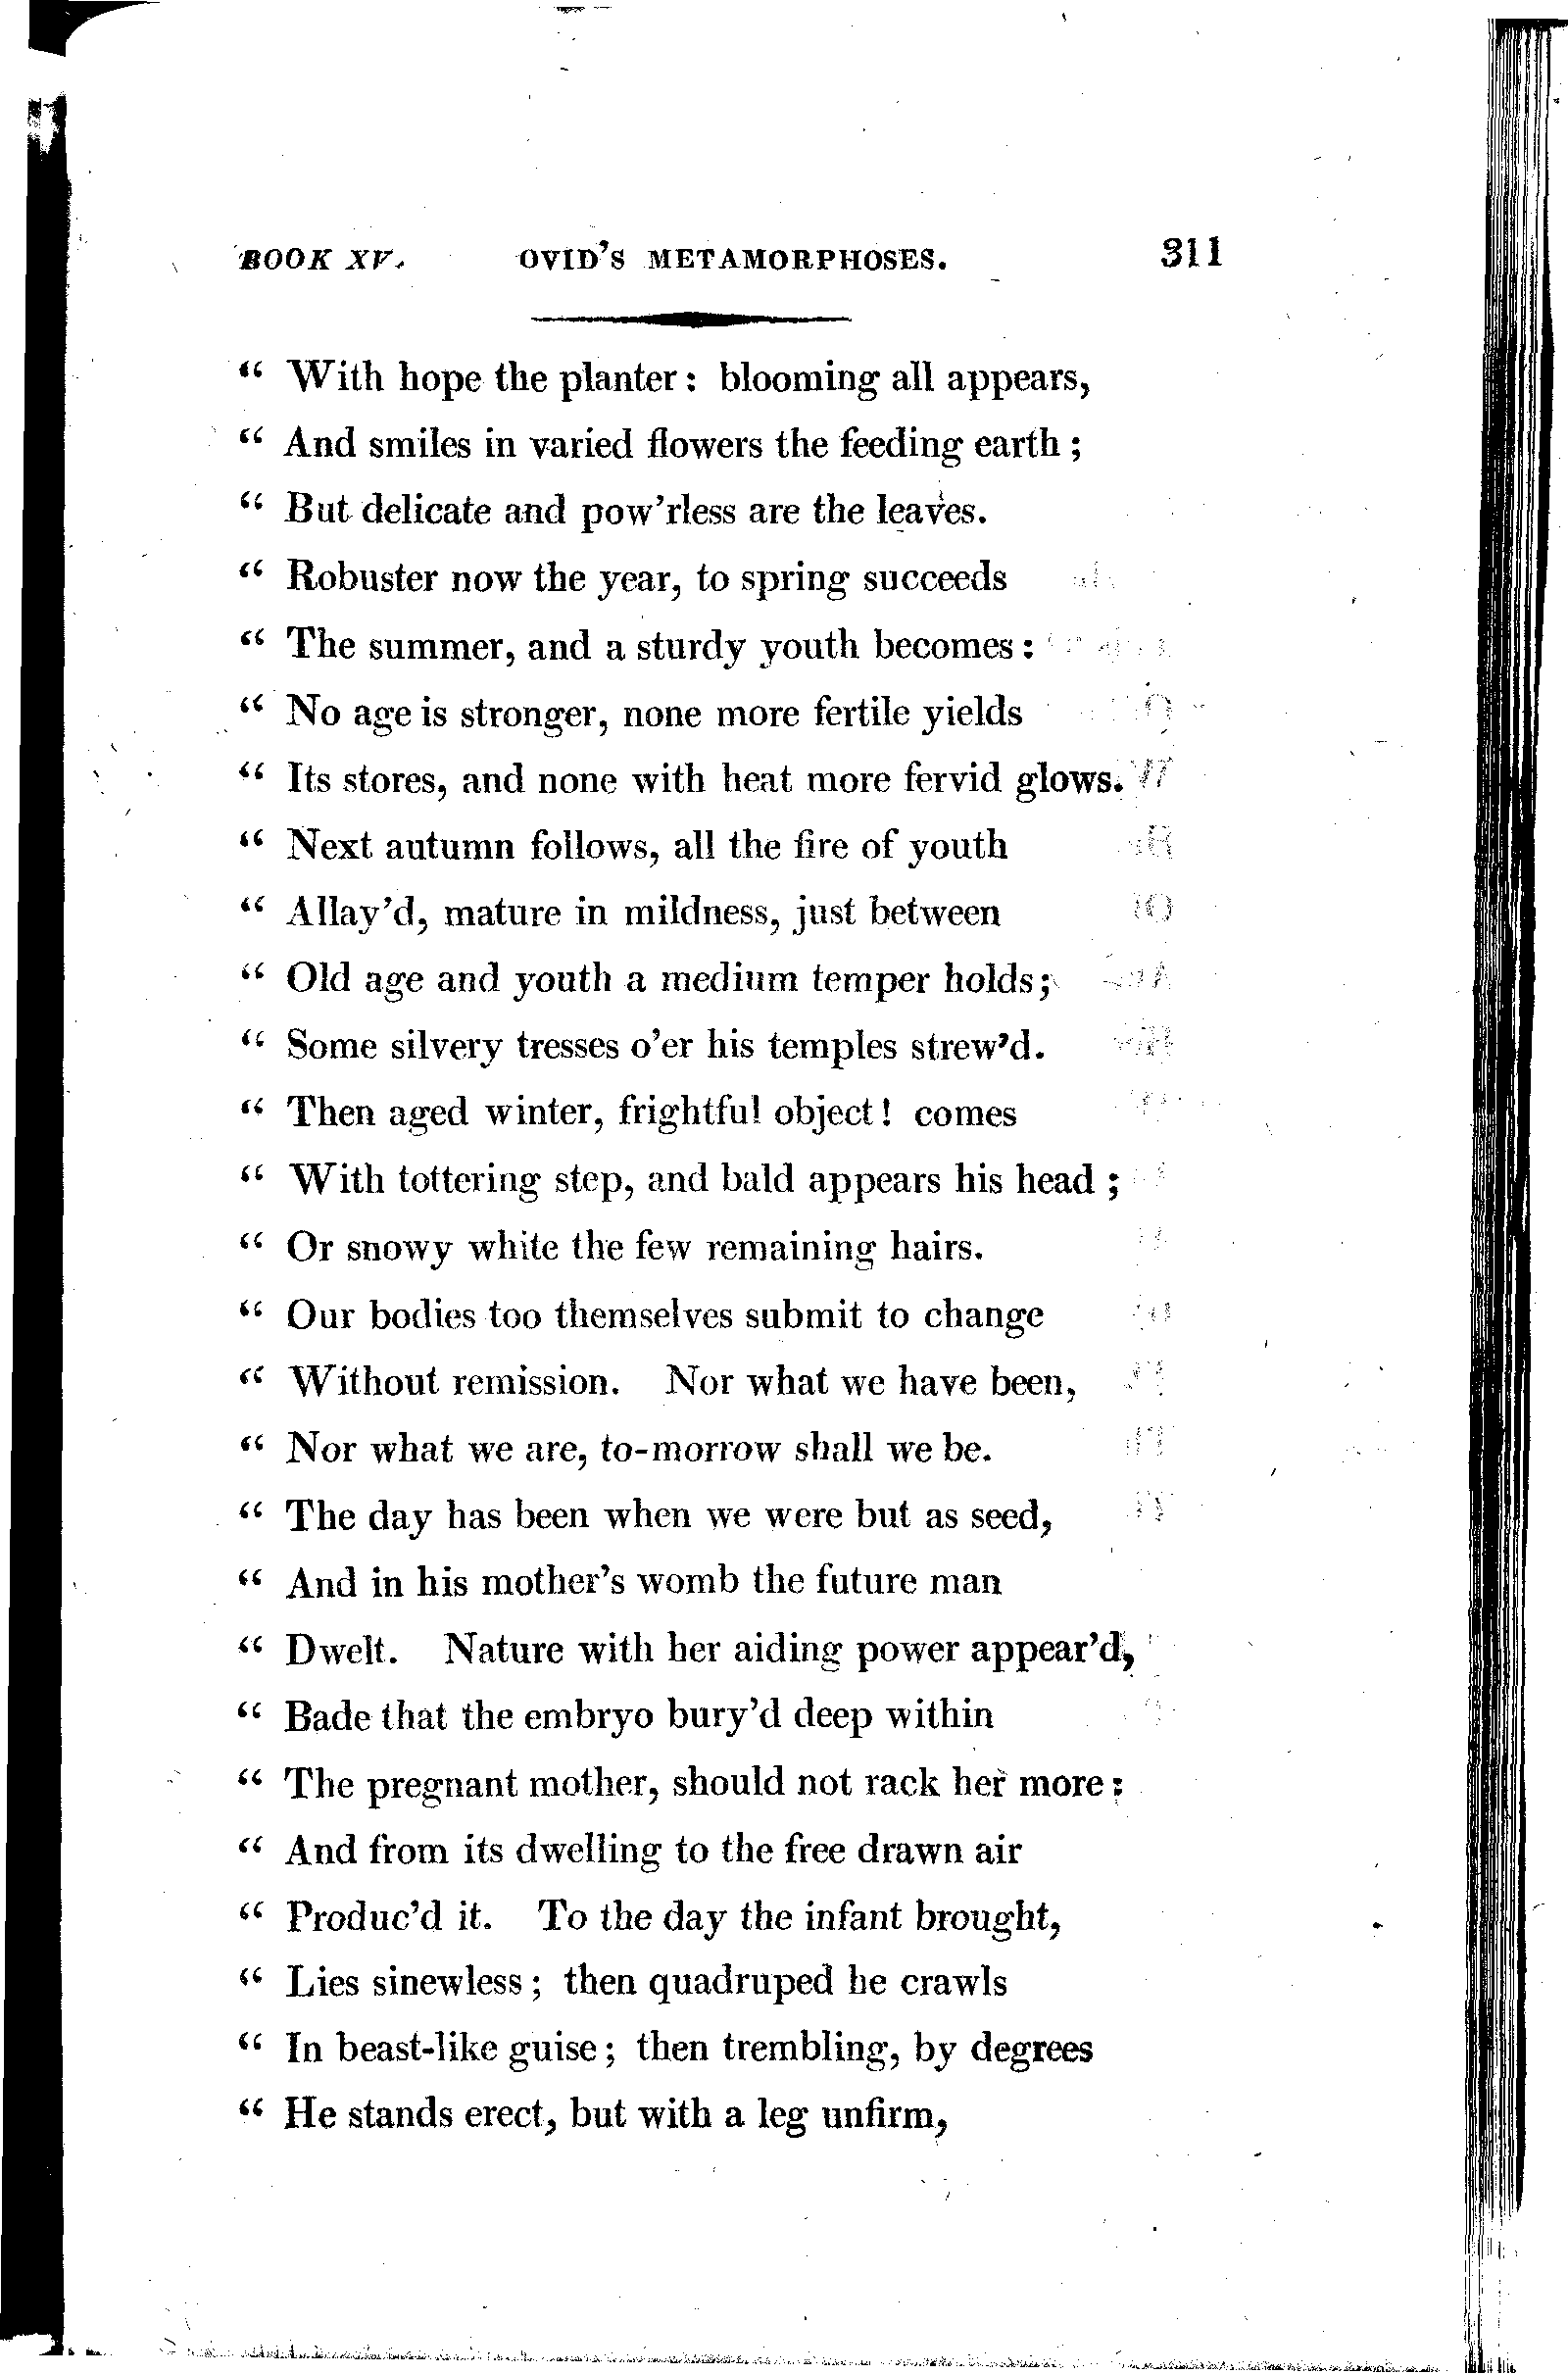 BOOK XV. OVID'S METAMORPHOSES. 311
“ With hope the planter: blooming all appears,
“ And smiles in varied flowers the feeding earth;
“ But delicate and pow'rless are the leaves.
“ Robuster now the year, to spring succeeds
“ The summer, and a sturdy youth becomes:
“ No age is stronger, none more fertile yields
“ Its stores, and none with heat more fervid glows.
“ Next autumn follows, all the fire of youth
“ Allay'd, mature in mildness, just between
“ Old age and youth a medium temper holds;
“ Some silvery tresses o'er his temples strew'd.
“ Then aged winter, frightful object! comes
“ With tottering step, and bald appears his head;
“ Or snowy white the few remaining hairs.
“ Our bodies too themselves submit to change
“ Without remission. Nor what we have been,
“ Nor what we are, to-morrow shall we be.
“ The day has been when we were but as seed,
“ And in his mother's womb the future man
“ Dwelt. Nature with her aiding power appear'd,
“ Bade that the embryo bury'd deep within
“ The pregnant mother, should not rack her more:
“ And from its dwelling to the free drawn air
“ Produc'd it. To the day the infant brought,
“ Lies sinewless; then quadruped he crawls
“ In beast-like guise; then trembling, by degrees
“ He stands erect, but with a leg unfirm,